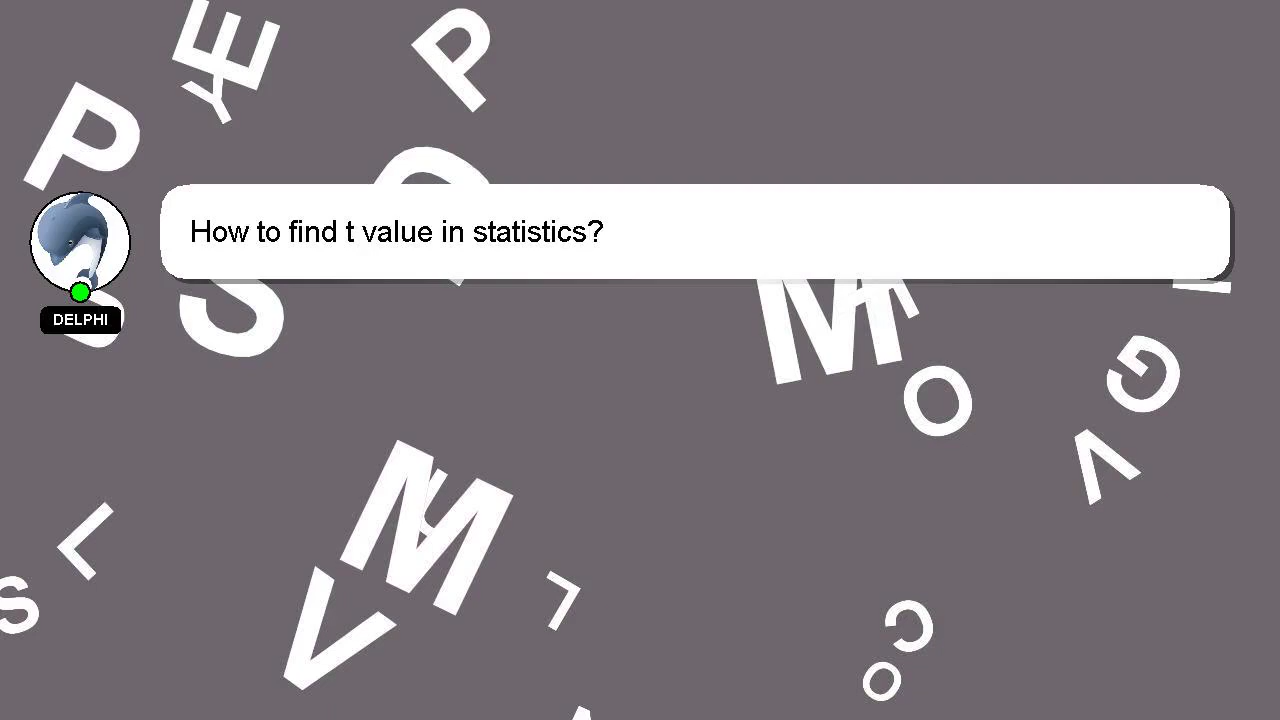 How to find t value in statistics?
DELPHI
E
Y
P
P
S
M
O
G
V
L
M
S
V
L
C
O